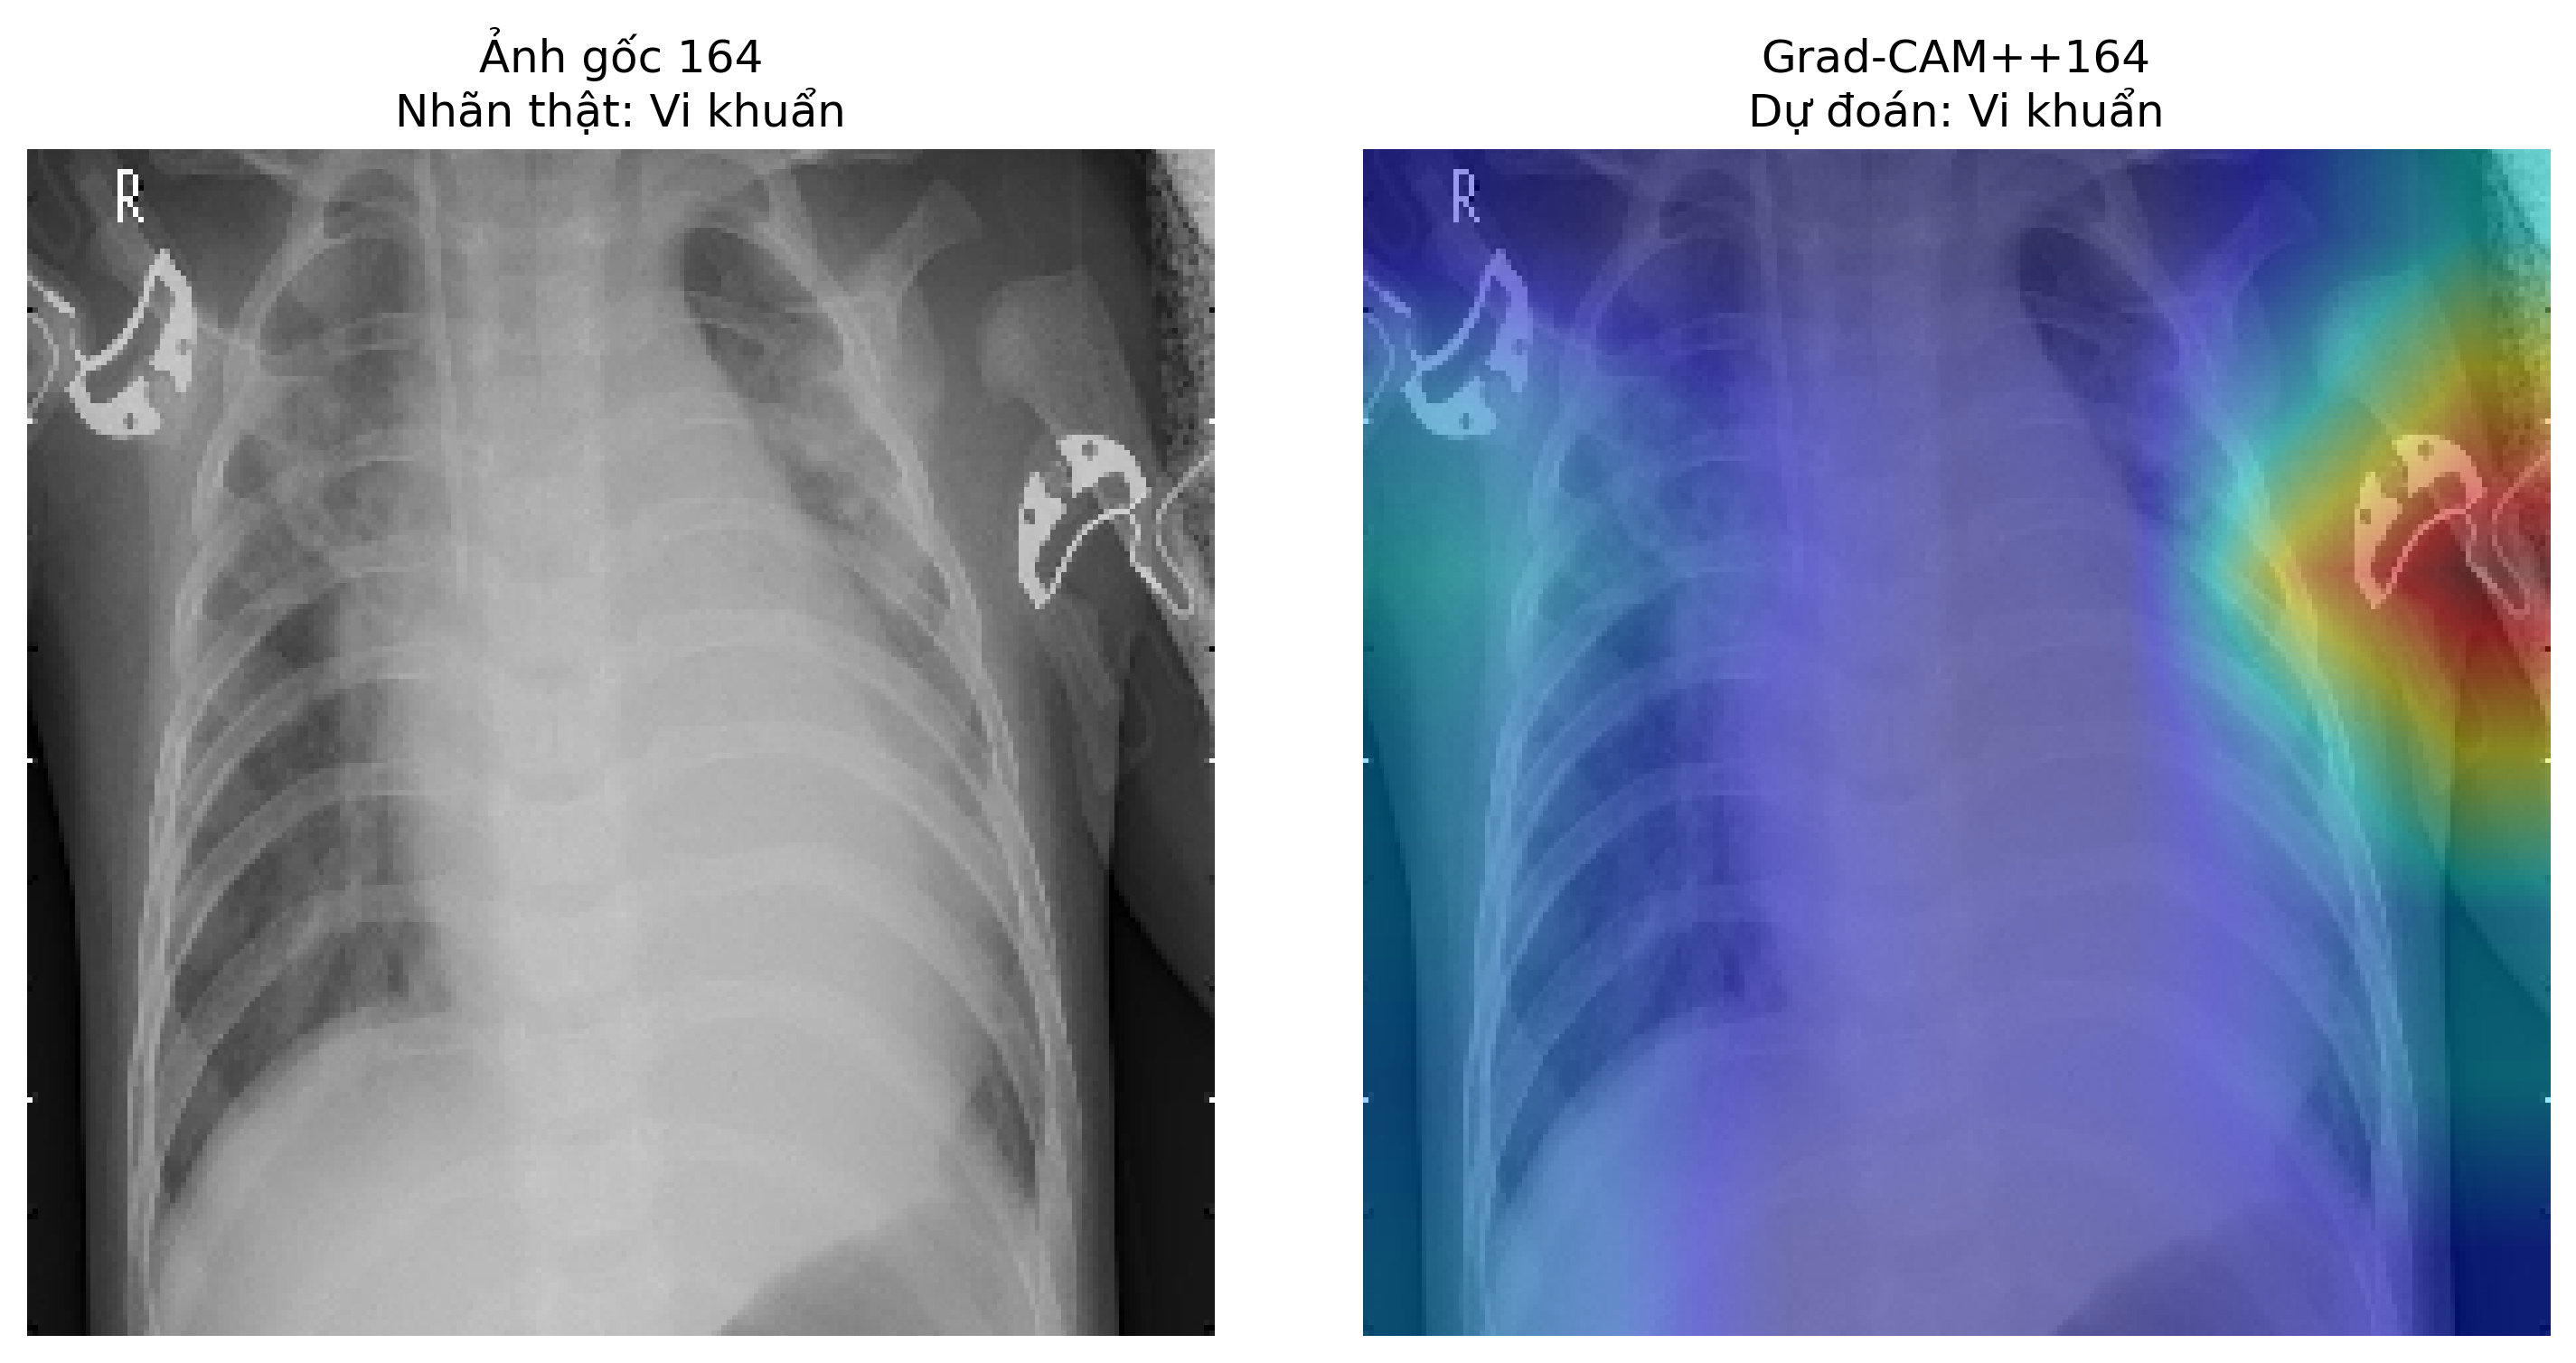 Ảnh gốc 164
Nhãn thật: Vi khuẩn
R
Grad-CAM++164
Dự đoán: Vi khuẩn
R